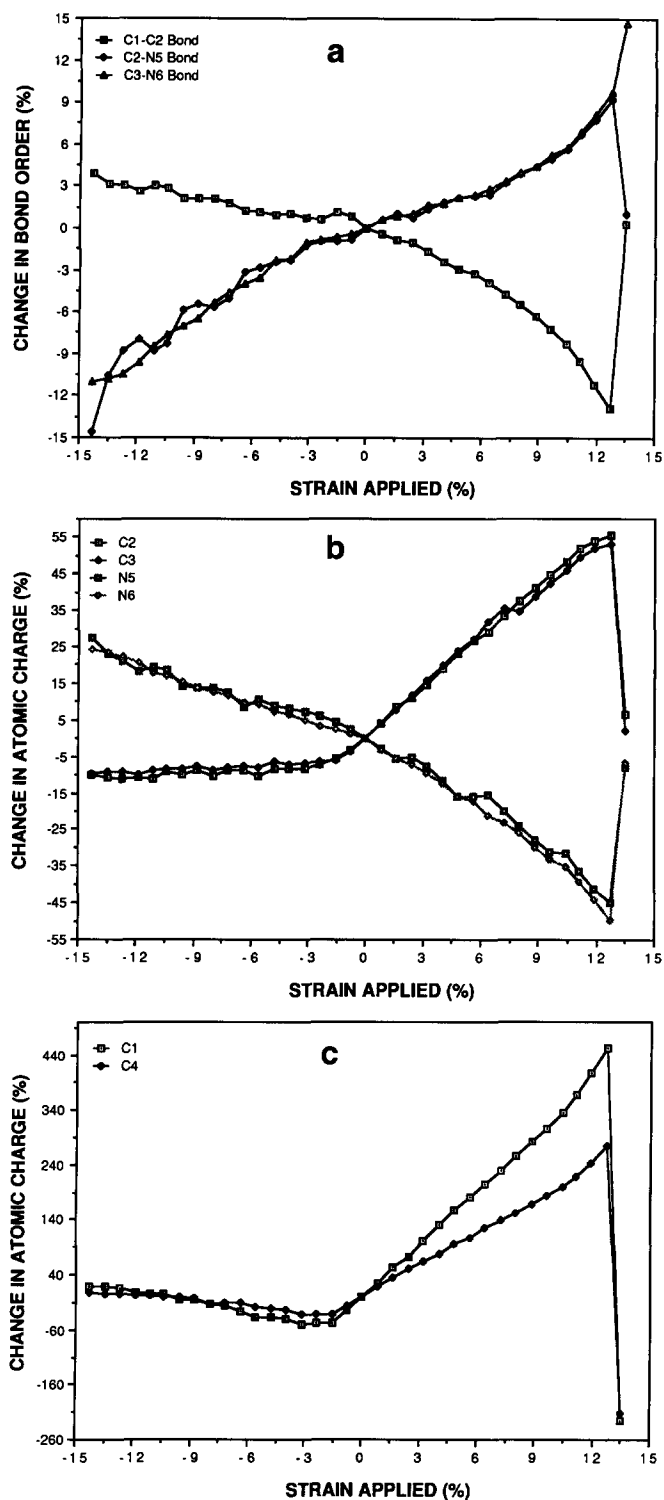 a
C1-C2 Bond
C2-N5 Bond
C3-N6 Bond
CHANGE IN BOND ORDER (%)
15
12
9
6
3
0
-3
-6
-9
-12
-15
-15 -12 -9 -6 -3 0 3 6 9 12 15
STRAIN APPLIED (%)
b
C2
C3
N5
N6
CHANGE IN ATOMIC CHARGE (%)
55
45
35
25
15
5
-5
-15
-25
-35
-45
-55
-15 -12 -9 -6 -3 0 3 6 9 12 15
STRAIN APPLIED (%)
c
C1
C4
CHANGE IN ATOMIC CHARGE (%)
440
340
240
140
40
-60
-160
-260
-15 -12 -9 -6 -3 0 3 6 9 12 15
STRAIN APPLIED (%)